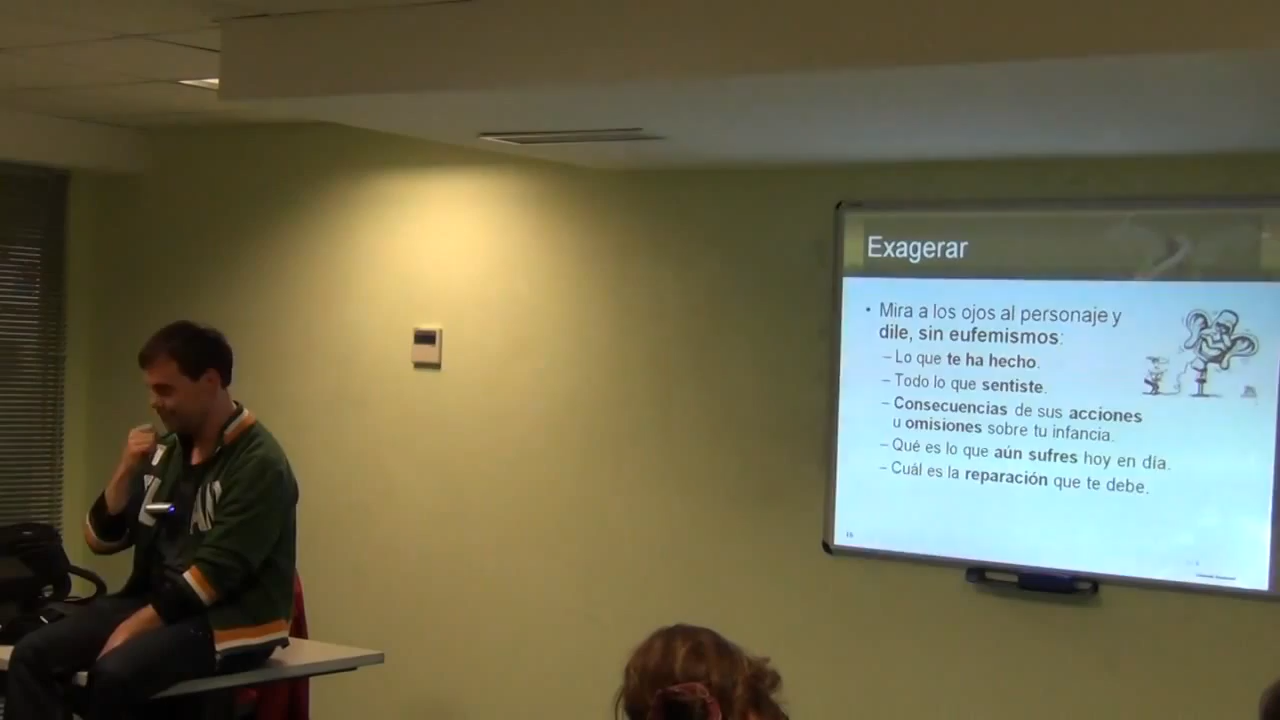 Exagerar
• Mira a los ojos al personaje y
dile, sin eufemismos:
– Lo que te ha hecho.
– Todo lo que sentiste.
– Consecuencias de sus acciones
u omisiones sobre tu infancia.
– Qué es lo que aún sufres hoy en día.
– Cuál es la reparación que te debe.